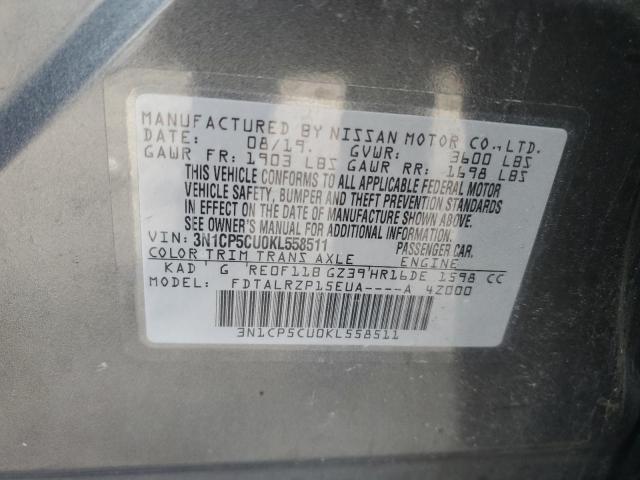 MANUFACTURED BY NISSAN MOTOR CO.,LTD.
DATE: 08/19. GVWR: 3600 LBS
GAWR FR: 1903 LBS GAWR RR: 1698 LBS
THIS VEHICLE CONFORMS TO ALL APPLICABLE FEDERAL MOTOR
VEHICLE SAFETY, BUMPER AND THEFT PREVENTION STANDARDS
IN EFFECT ON THE DATE OF MANUFACTURE SHOWN ABOVE.
SEE OWNER'S MANUAL FOR ADDITIONAL INFORMATION.
VIN: 3N1CP5CU0KL558511 PASSENGER CAR.
COLOR TRIM TRANS AXLE ENGINE
KAD G RE0F11B GZ39 HR16DE 1598 CC
MODEL: FDTALRZP15EUA----A 4Z000
3N1CP5CU0KL558511